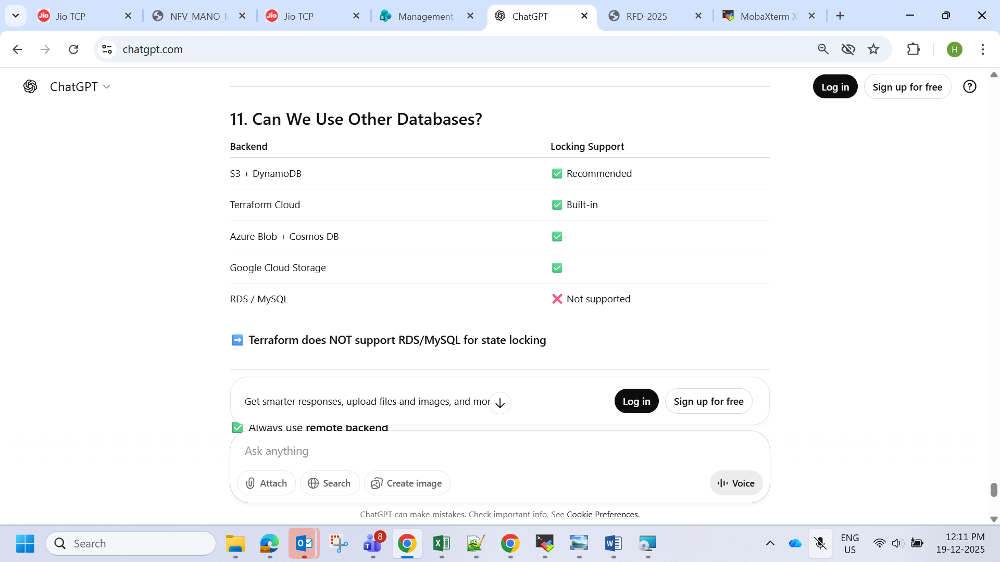 Jio TCP
NFV_MANO_
Jio TCP
Management
ChatGPT
RFD-2025
MobaXterm X
chatgpt.com
H
ChatGPT
Log in
Sign up for free
11. Can We Use Other Databases?
Backend
Locking Support
S3 + DynamoDB
✅ Recommended
Terraform Cloud
✅ Built-in
Azure Blob + Cosmos DB
✅
Google Cloud Storage
✅
RDS / MySQL
❌ Not supported
➡️ Terraform does NOT support RDS/MySQL for state locking
Get smarter responses, upload files and images, and mor
Log in
Sign up for free
✅ Always use remote backend
Ask anything
Attach
Search
Create image
Voice
ChatGPT can make mistakes. Check important info. See Cookie Preferences.
Search
8
ENG
US
12:11 PM
19-12-2025